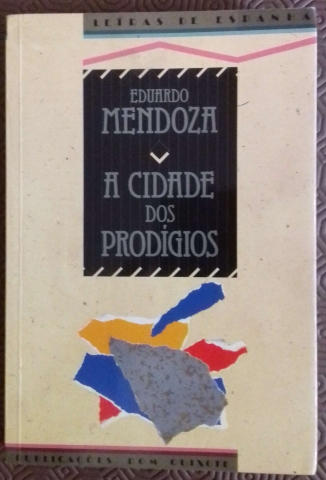 LETRAS DE ESPANHA
EDUARDO
MENDOZA
A CIDADE
DOS
PRODÍGIOS
PUBLICAÇÕES DOM QUIXOTE